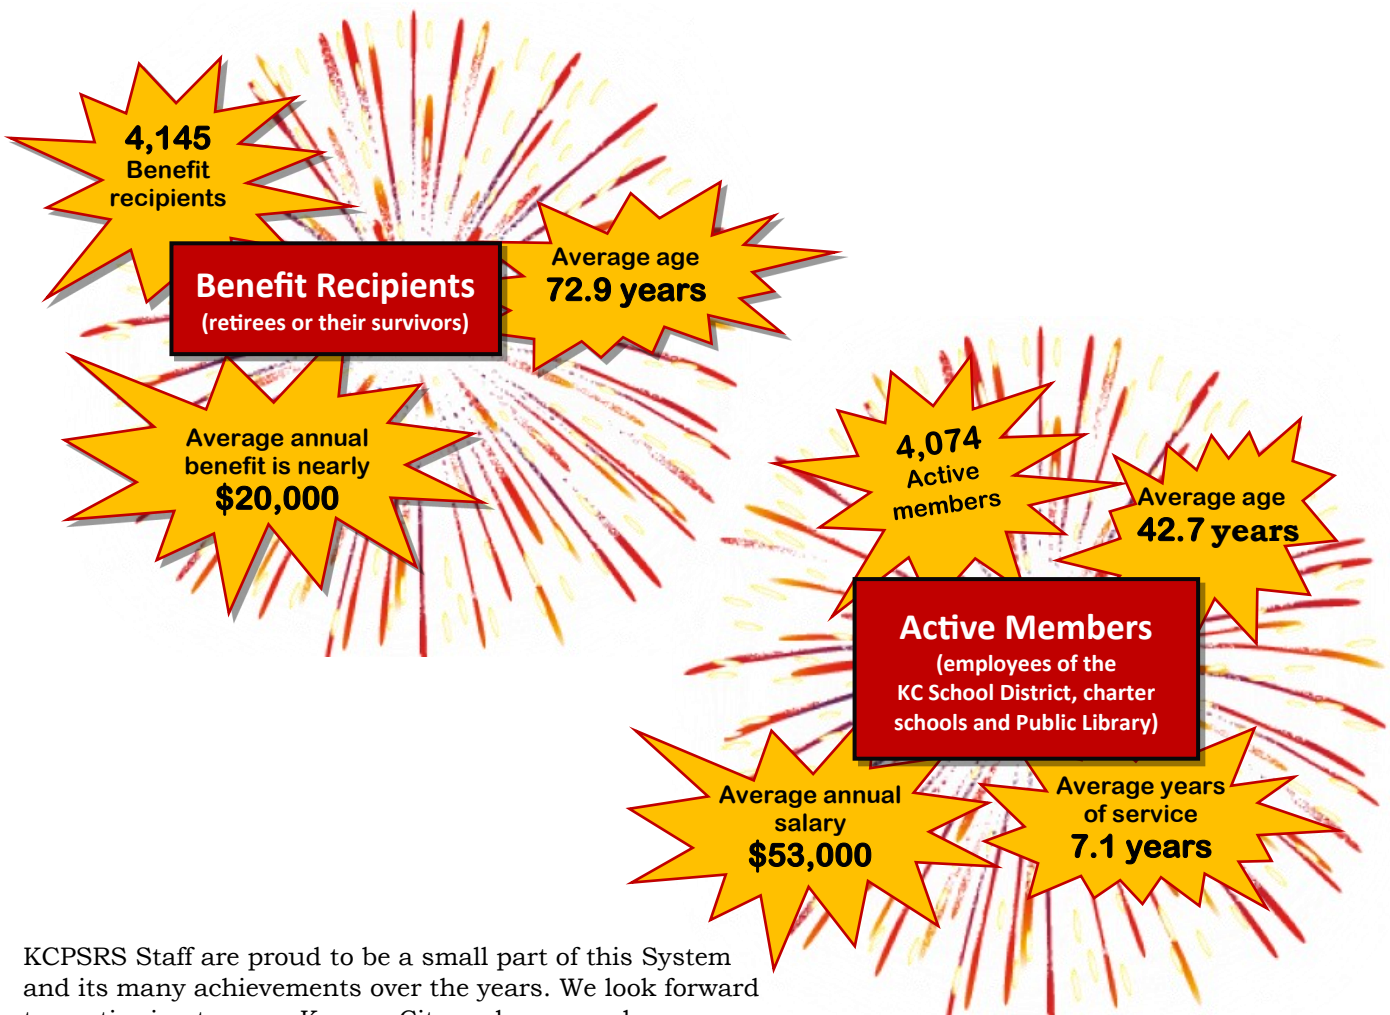 4,145
Benefit
recipients
Benefit Recipients
(retirees or their survivors)
Average age
72.9 years
Average annual
benefit is nearly
$20,000
4,074
Active
members
Average age
42.7 years
Active Members
(employees of the
KC School District, charter
schools and Public Library)
Average annual
salary
$53,000
Average years
of service
7.1 years
KCPSRS Staff are proud to be a small part of this System
and its many achievements over the years. We look forward